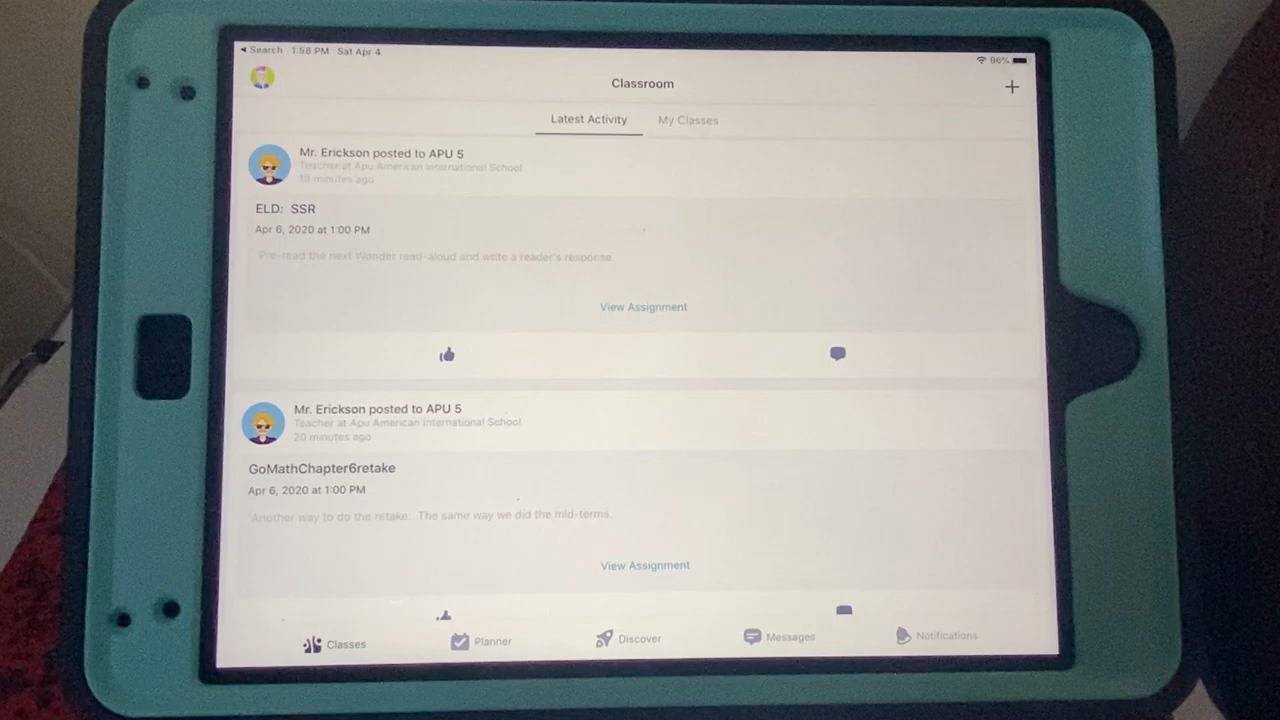 Search 1:58 PM Sat Apr 4
96%
Classroom
+
Latest Activity My Classes
Mr. Erickson posted to APU 5
Teacher at Apu American International School
18 minutes ago
ELD: SSR
Apr 6, 2020 at 1:00 PM
Pre-read the next Wonder read-aloud and write a reader's response
View Assignment
Mr. Erickson posted to APU 5
Teacher at Apu American International School
20 minutes ago
GoMathChapter6retake
Apr 6, 2020 at 1:00 PM
Another way to do the retake: The same way we did the mid-terms.
View Assignment
Classes Planner Discover Messages Notifications